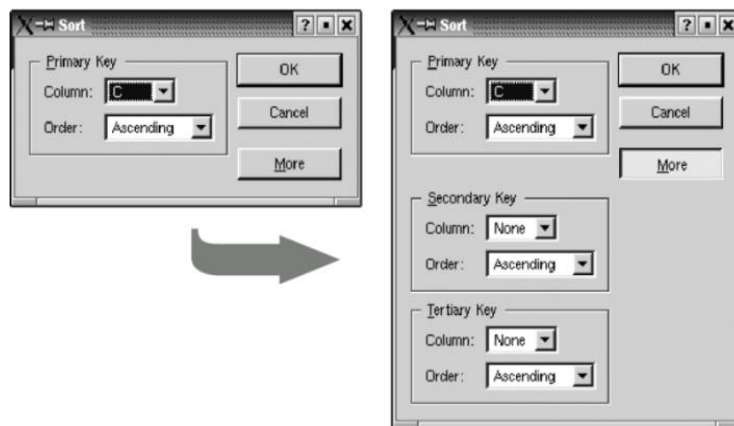 Sort
Primary Key
Column: C
Order: Ascending
OK
Cancel
More
Sort
Primary Key
Column: C
Order: Ascending
OK
Cancel
More
Secondary Key
Column: None
Order: Ascending
Tertiary Key
Column: None
Order: Ascending